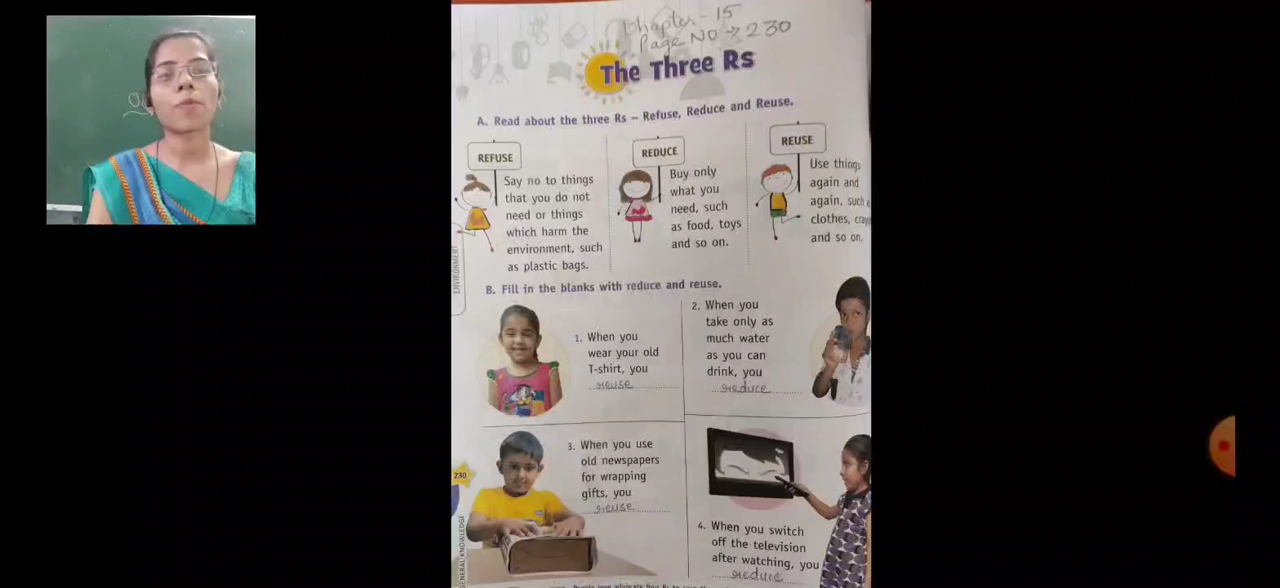 Chapter - 15
Page NO → 230
The Three Rs
A. Read about the three Rs – Refuse, Reduce and Reuse.
REFUSE
Say no to things
that you do not
need or things
which harm the
environment, such
as plastic bags.
REDUCE
Buy only
what you
need, such
as food, toys
and so on.
REUSE
Use things
again and
again, such
clothes,
and so on.
ENVIRONMENT
B. Fill in the blanks with reduce and reuse.
1. When you
wear your old
T-shirt, you
reuse
2. When you
take only as
much water
as you can
drink, you
reduce
3. When you use
old newspapers
for wrapping
gifts, you
reuse
4. When you switch
off the television
after watching, you
reduce
230
GENERAL KNOWLEDGE